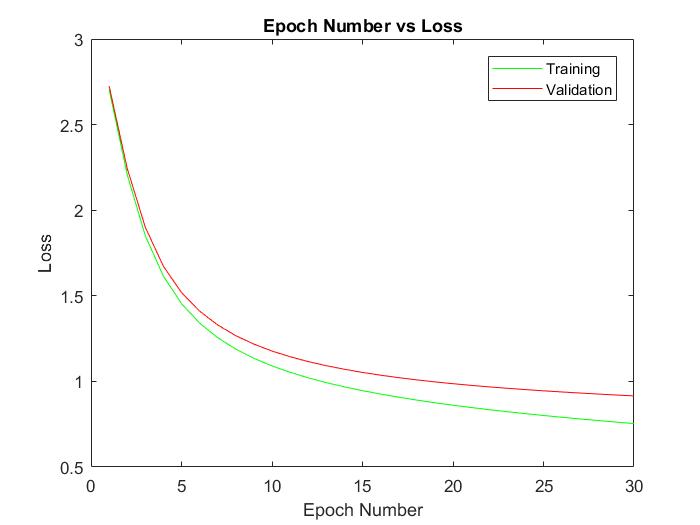 Epoch Number vs Loss
3
2.5
2
1.5
1
0.5
Loss
Training
Validation
0 5 10 15 20 25 30
Epoch Number